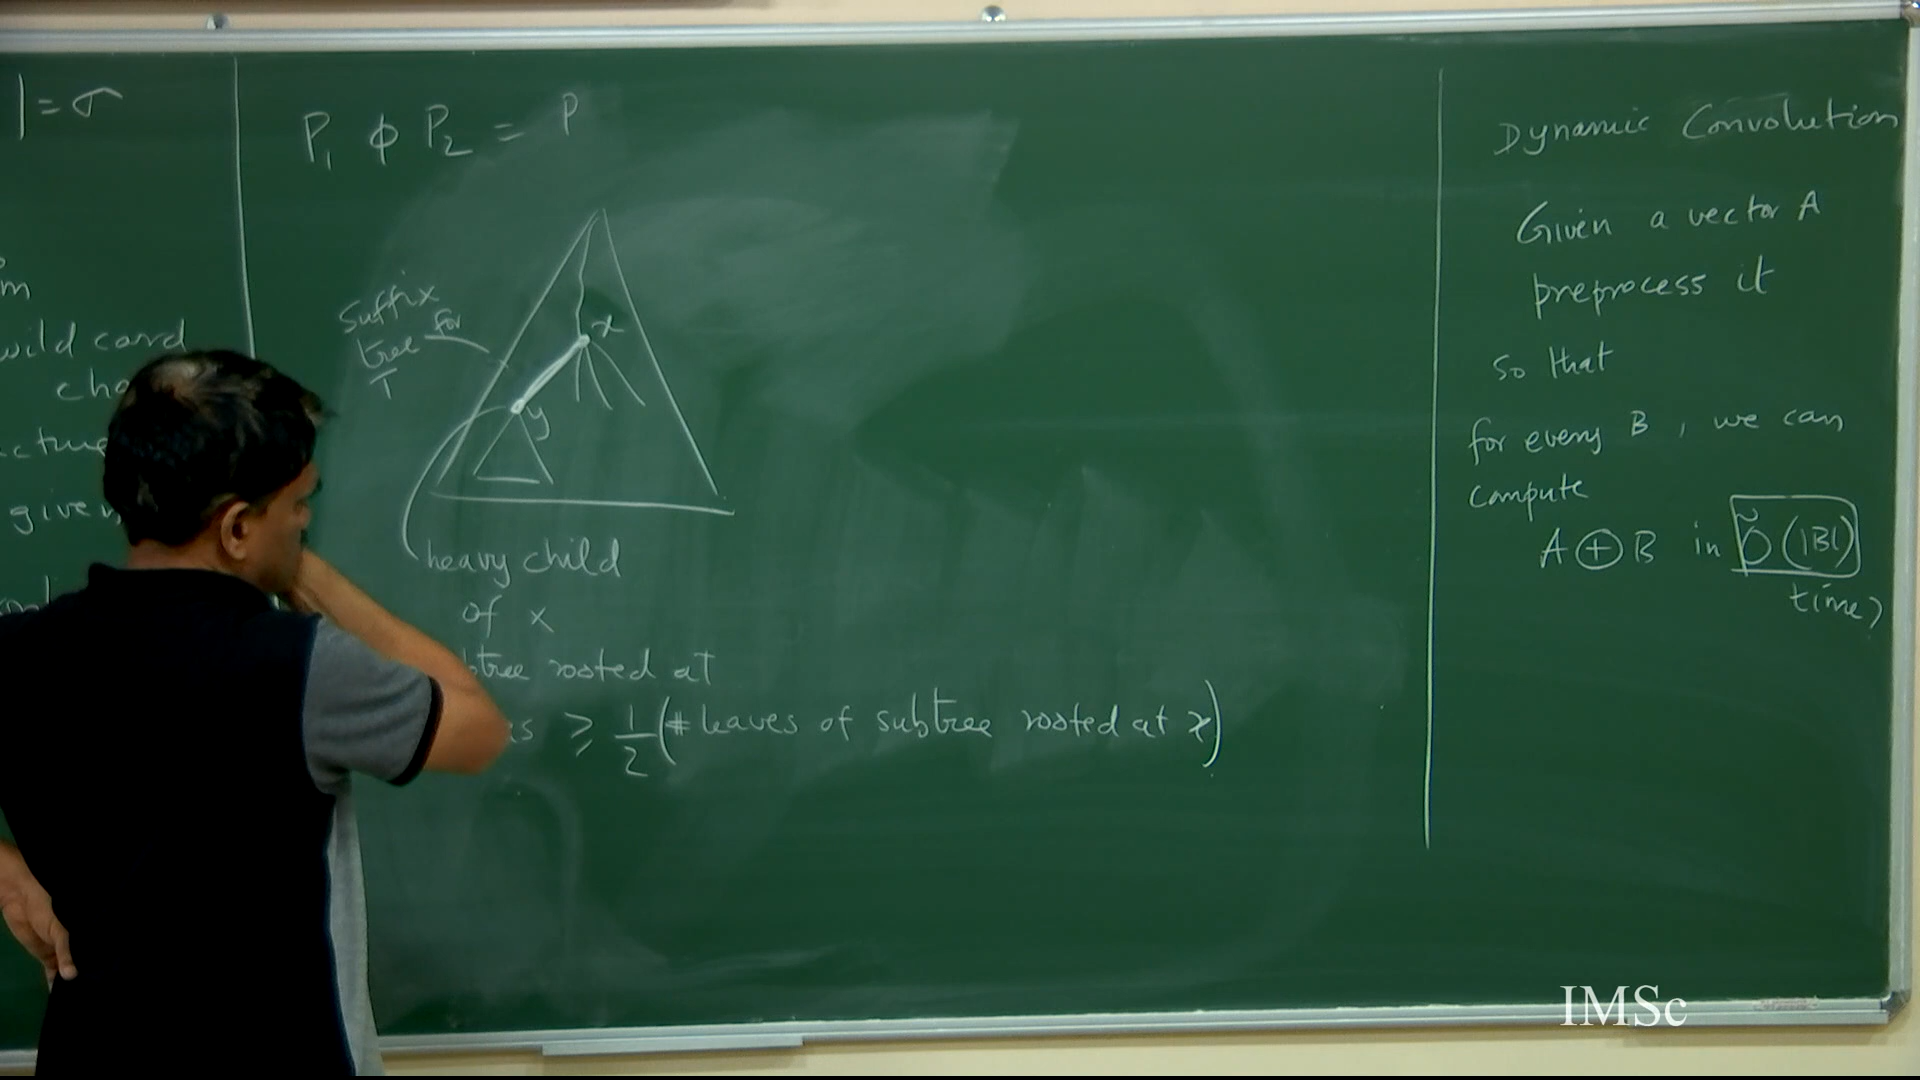 | = σ
m
wild card
given
P₁ ϕ P₂ = P
Suffix
tree for
T
x
y
heavy child
of x
rooted at
≥ 1/2 (# leaves of subtree rooted at x)
Dynamic Convolution
Given a vector A
preprocess it
so that
for every B, we can
compute
A ⊕ B in Õ(|B|)
time)
IMSc